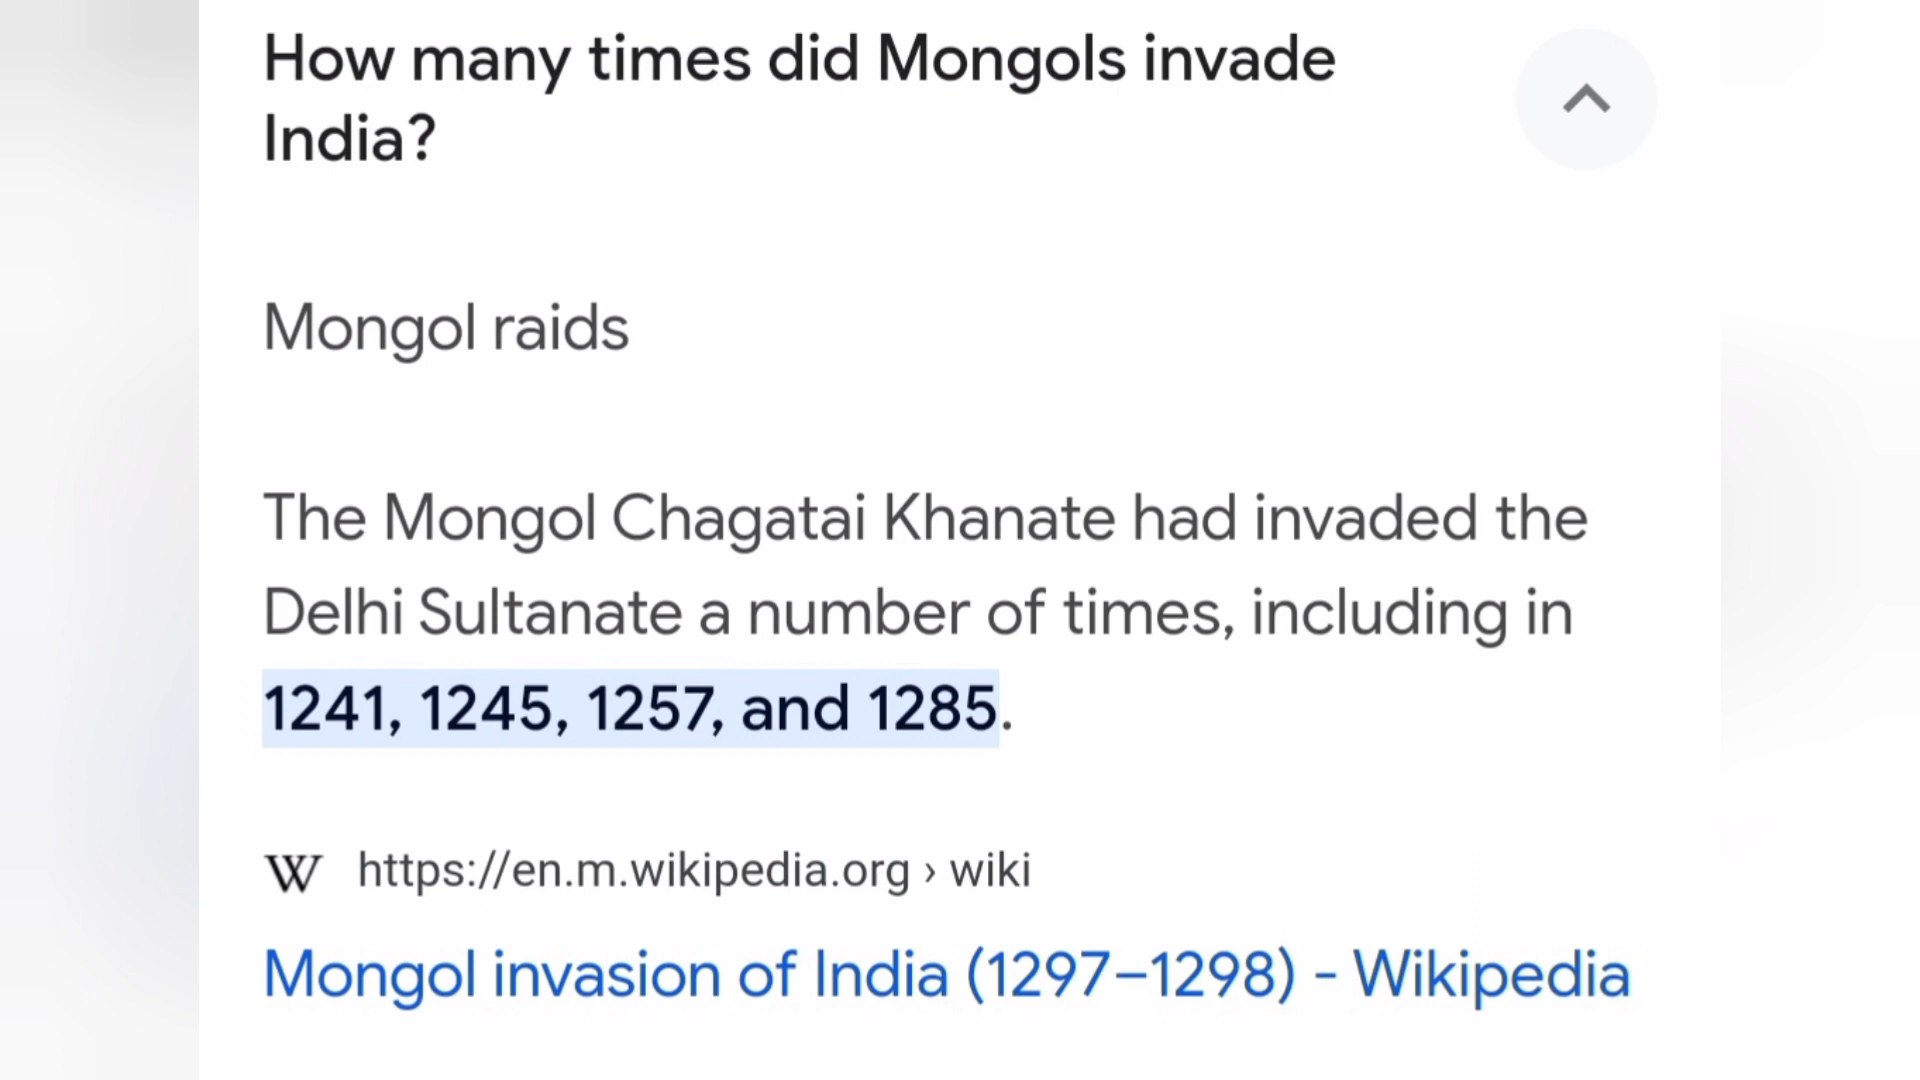 How many times did Mongols invade
India?
Mongol raids
The Mongol Chagatai Khanate had invaded the
Delhi Sultanate a number of times, including in
1241, 1245, 1257, and 1285.
W https://en.m.wikipedia.org › wiki
Mongol invasion of India (1297–1298) - Wikipedia